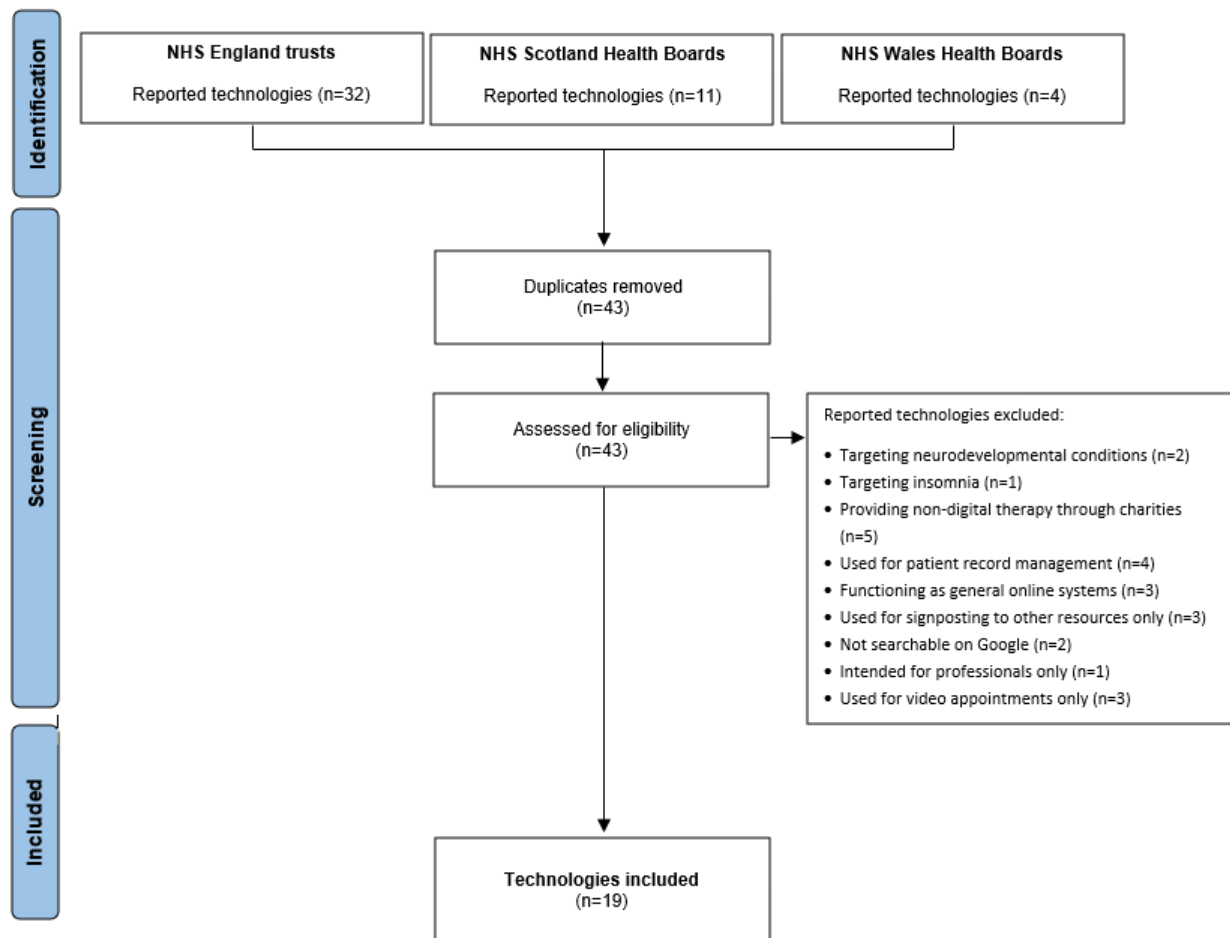 Identification
NHS England trusts
Reported technologies (n=32)
NHS Scotland Health Boards
Reported technologies (n=11)
NHS Wales Health Boards
Reported technologies (n=4)
Screening
Duplicates removed
(n=43)
Assessed for eligibility
(n=43)
Reported technologies excluded:
• Targeting neurodevelopmental conditions (n=2)
• Targeting insomnia (n=1)
• Providing non-digital therapy through charities
(n=5)
• Used for patient record management (n=4)
• Functioning as general online systems (n=3)
• Used for signposting to other resources only (n=3)
• Not searchable on Google (n=2)
• Intended for professionals only (n=1)
• Used for video appointments only (n=3)
Included
Technologies included
(n=19)